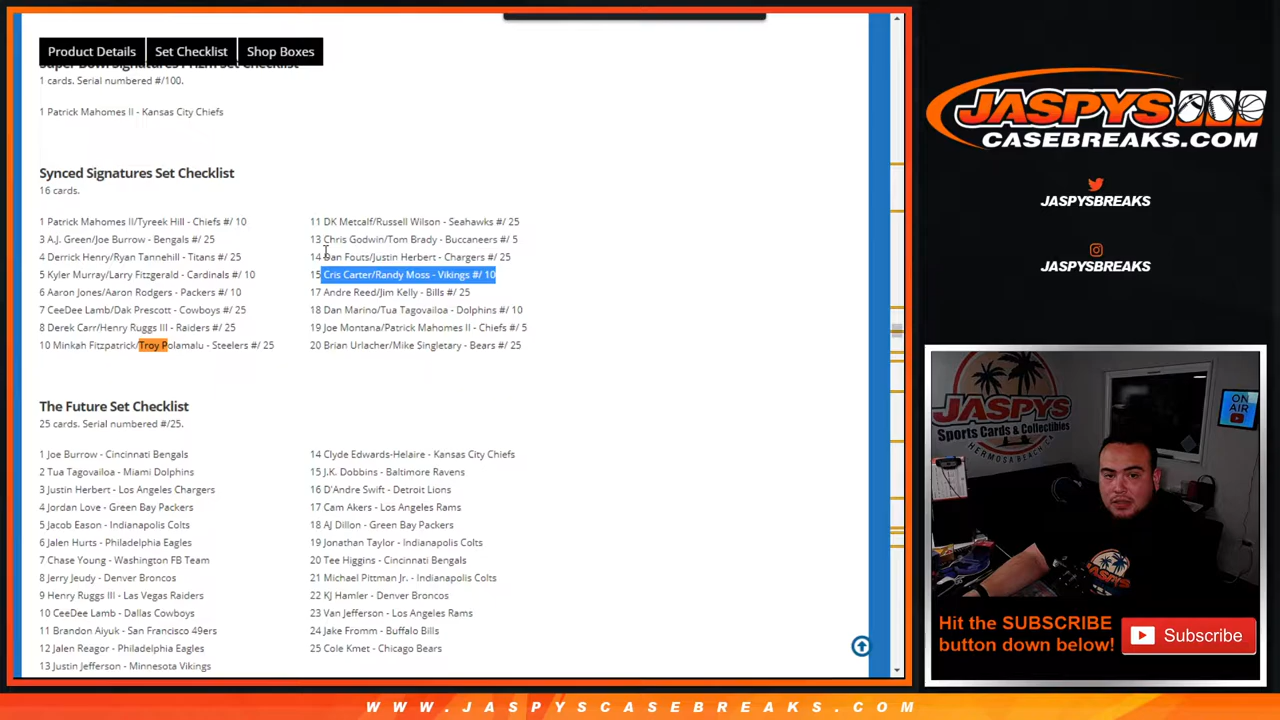 Product Details
Set Checklist
Shop Boxes
Super Bowl Signatures Prizm Set Checklist
1 cards. Serial numbered #/100.
1 Patrick Mahomes II - Kansas City Chiefs
Synced Signatures Set Checklist
16 cards.
1 Patrick Mahomes II/Tyreek Hill - Chiefs #/ 10
3 A.J. Green/Joe Burrow - Bengals #/ 25
4 Derrick Henry/Ryan Tannehill - Titans #/ 25
5 Kyler Murray/Larry Fitzgerald - Cardinals #/ 10
6 Aaron Jones/Aaron Rodgers - Packers #/ 10
7 CeeDee Lamb/Dak Prescott - Cowboys #/ 25
8 Derek Carr/Henry Ruggs III - Raiders #/ 25
10 Minkah Fitzpatrick/Troy Polamalu - Steelers #/ 25
11 DK Metcalf/Russell Wilson - Seahawks #/ 25
13 Chris Godwin/Tom Brady - Buccaneers #/ 5
14 Dan Fouts/Justin Herbert - Chargers #/ 25
15 Cris Carter/Randy Moss - Vikings #/ 10
17 Andre Reed/Jim Kelly - Bills #/ 25
18 Dan Marino/Tua Tagovailoa - Dolphins #/ 10
19 Joe Montana/Patrick Mahomes II - Chiefs #/ 5
20 Brian Urlacher/Mike Singletary - Bears #/ 25
The Future Set Checklist
25 cards. Serial numbered #/25.
1 Joe Burrow - Cincinnati Bengals
2 Tua Tagovailoa - Miami Dolphins
3 Justin Herbert - Los Angeles Chargers
4 Jordan Love - Green Bay Packers
5 Jacob Eason - Indianapolis Colts
6 Jalen Hurts - Philadelphia Eagles
7 Chase Young - Washington FB Team
8 Jerry Jeudy - Denver Broncos
9 Henry Ruggs III - Las Vegas Raiders
10 CeeDee Lamb - Dallas Cowboys
11 Brandon Aiyuk - San Francisco 49ers
12 Jalen Reagor - Philadelphia Eagles
13 Justin Jefferson - Minnesota Vikings
14 Clyde Edwards-Helaire - Kansas City Chiefs
15 J.K. Dobbins - Baltimore Ravens
16 D'Andre Swift - Detroit Lions
17 Cam Akers - Los Angeles Rams
18 AJ Dillon - Green Bay Packers
19 Jonathan Taylor - Indianapolis Colts
20 Tee Higgins - Cincinnati Bengals
21 Michael Pittman Jr. - Indianapolis Colts
22 KJ Hamler - Denver Broncos
23 Van Jefferson - Los Angeles Rams
24 Jake Fromm - Buffalo Bills
25 Cole Kmet - Chicago Bears
JASPYS
CASEBREAKS.COM
JASPYSBREAKS
JASPYSBREAKS
JASPYS
Sports Cards & Collectibles
HERMOSA BEACH
ON AIR
JASPYS
Hit the SUBSCRIBE
button down below!
Subscribe
WWW.JASPYSCASEBREAKS.COM